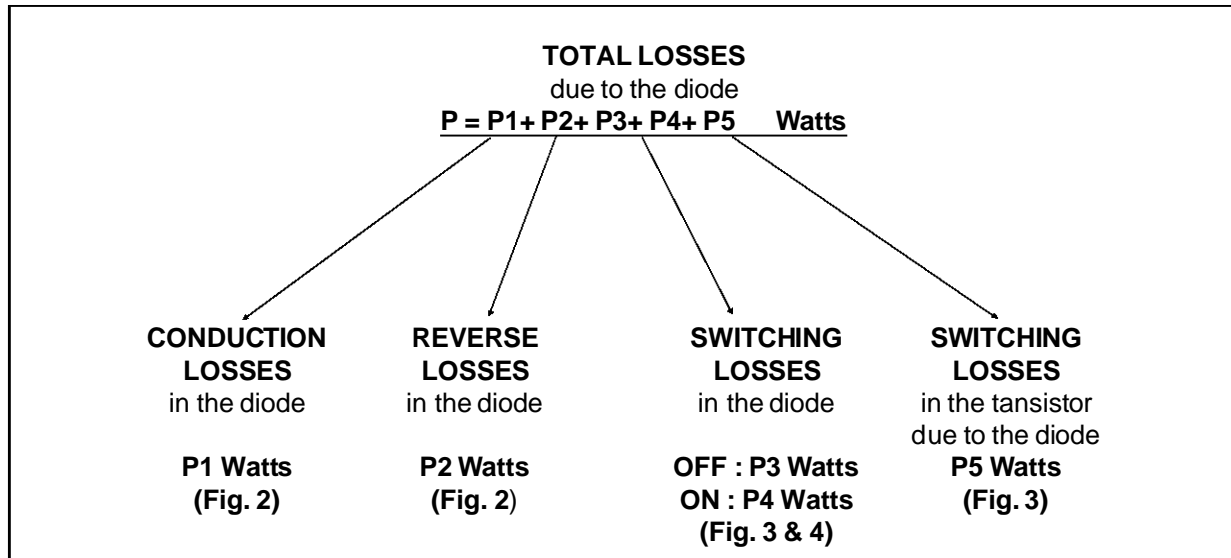 TOTAL LOSSES
due to the diode
P = P1+ P2+ P3+ P4+ P5 Watts
CONDUCTION
LOSSES
in the diode
P1 Watts
(Fig. 2)
REVERSE
LOSSES
in the diode
P2 Watts
(Fig. 2)
SWITCHING
LOSSES
in the diode
OFF : P3 Watts
ON : P4 Watts
(Fig. 3 & 4)
SWITCHING
LOSSES
in the tansistor
due to the diode
P5 Watts
(Fig. 3)